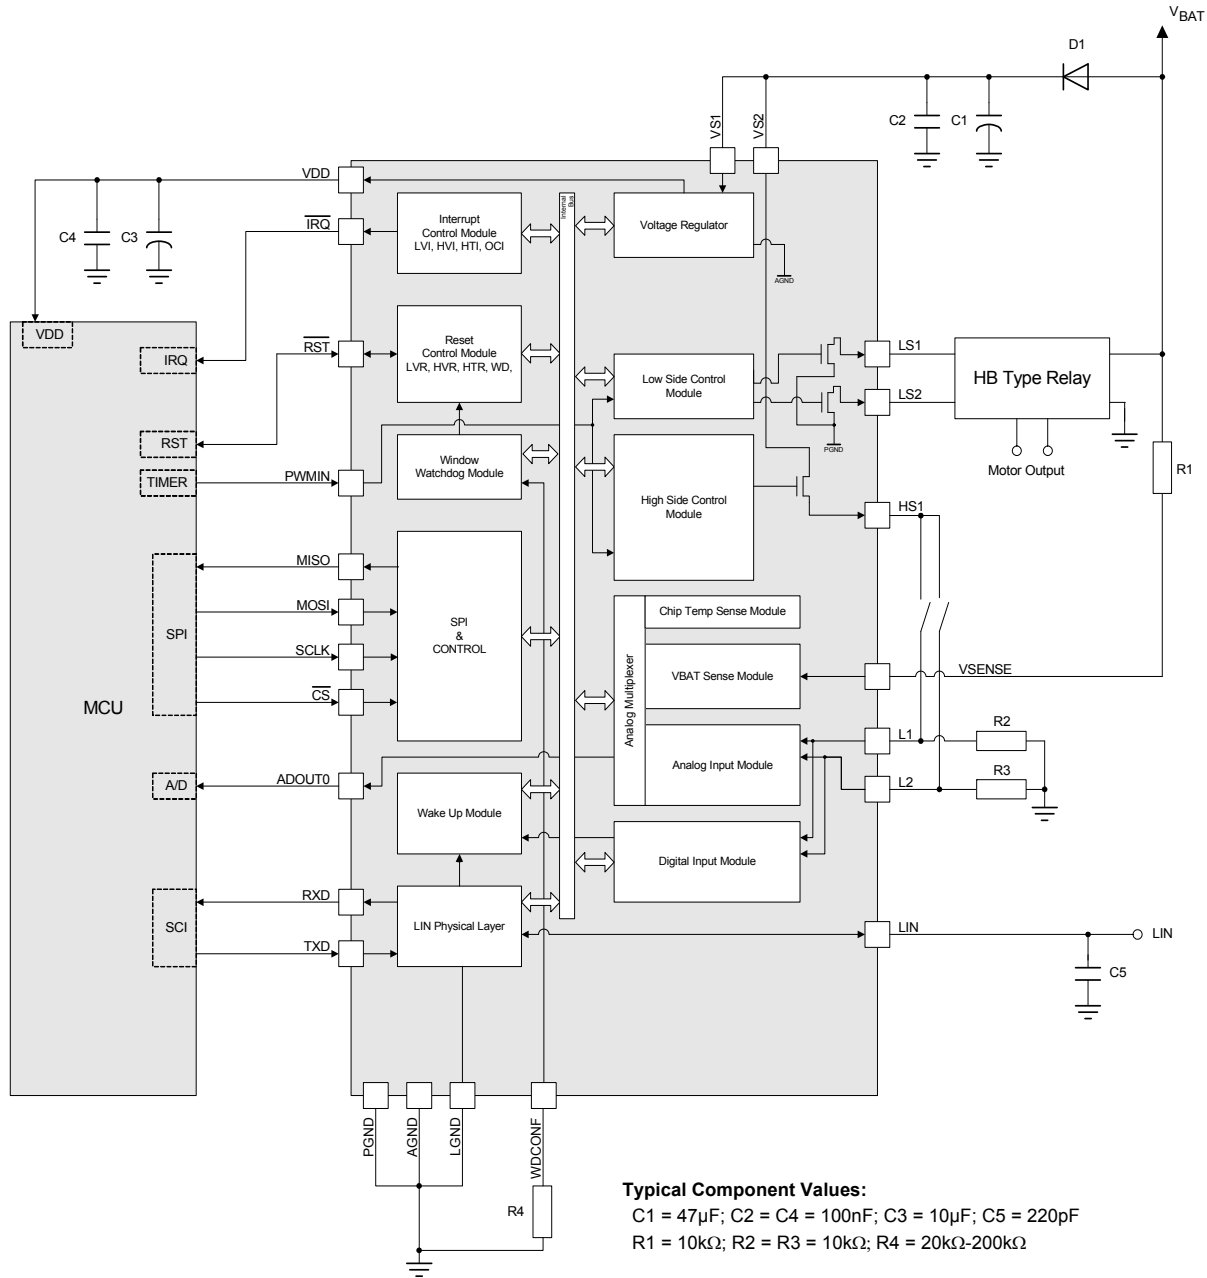 VBAT
D1
C2
C1
VS1
VS2
VDD
C4
C3
IRQ
Interrupt
Control Module
LVI, HVI, HTI, OCI
Internal
Bus
Voltage Regulator
AGND
VDD
IRQ
RST
Reset
Control Module
LVR, HVR, HTR, WD,
Low Side Control
Module
LS1
LS2
HB Type Relay
PGND
RST
Window
Watchdog Module
Motor Output
R1
TIMER
PWMIN
High Side Control
Module
HS1
MISO
MOSI
SCLK
CS
SPI
SPI
&
CONTROL
MCU
Chip Temp Sense Module
Analog Multiplexer
VBAT Sense Module
VSENSE
Analog Input Module
L1
R2
L2
R3
A/D
ADOUT0
Wake Up Module
Digital Input Module
RXD
SCI
TXD
LIN Physical Layer
LIN
LIN
C5
PGND
AGND
LGND
WDCONF
R4
Typical Component Values:
C1 = 47µF; C2 = C4 = 100nF; C3 = 10µF; C5 = 220pF
R1 = 10kΩ; R2 = R3 = 10kΩ; R4 = 20kΩ-200kΩ